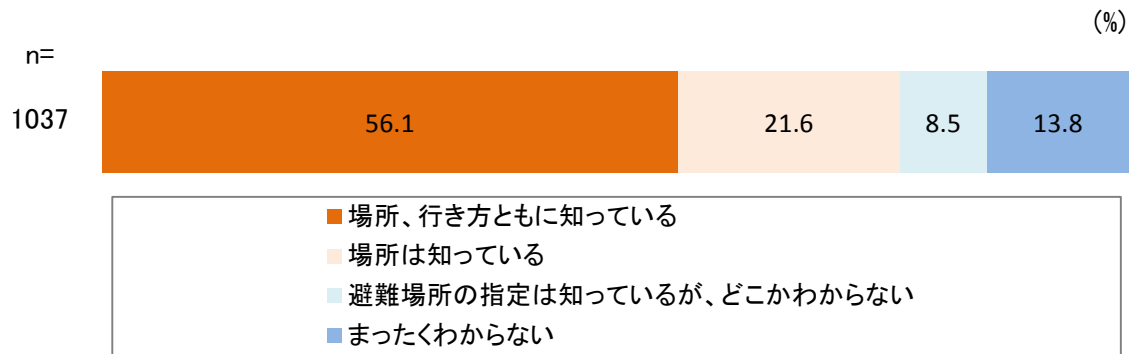 (%)
n=
1037
56.1
21.6
8.5
13.8
場所、行き方ともに知っている
場所は知っている
避難場所の指定は知っているが、どこかわからない
まったくわからない